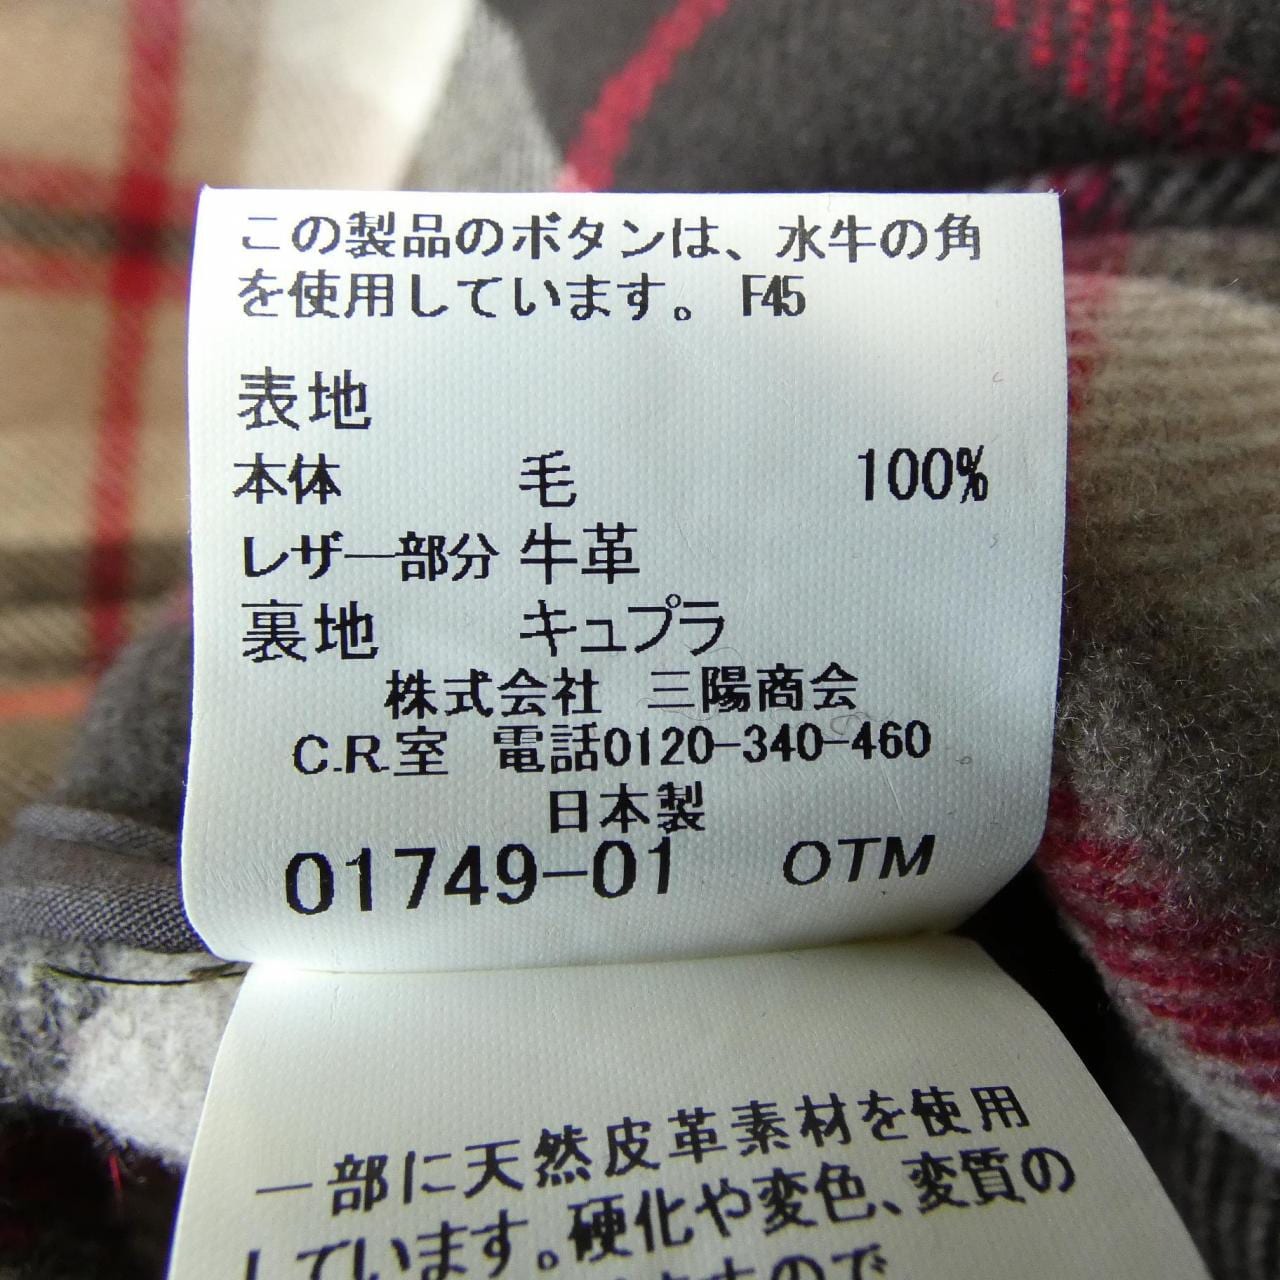 この製品のボタンは、水牛の角
を使用しています。 F45
表地
本体 毛 100%
レザー部分 牛革
裏地 キュプラ
株式会社 三陽商会
C.R.室 電話0120-340-460
日本製
01749-01 OTM
一部に天然皮革素材を使用
しています。硬化や変色、変質の
ますので